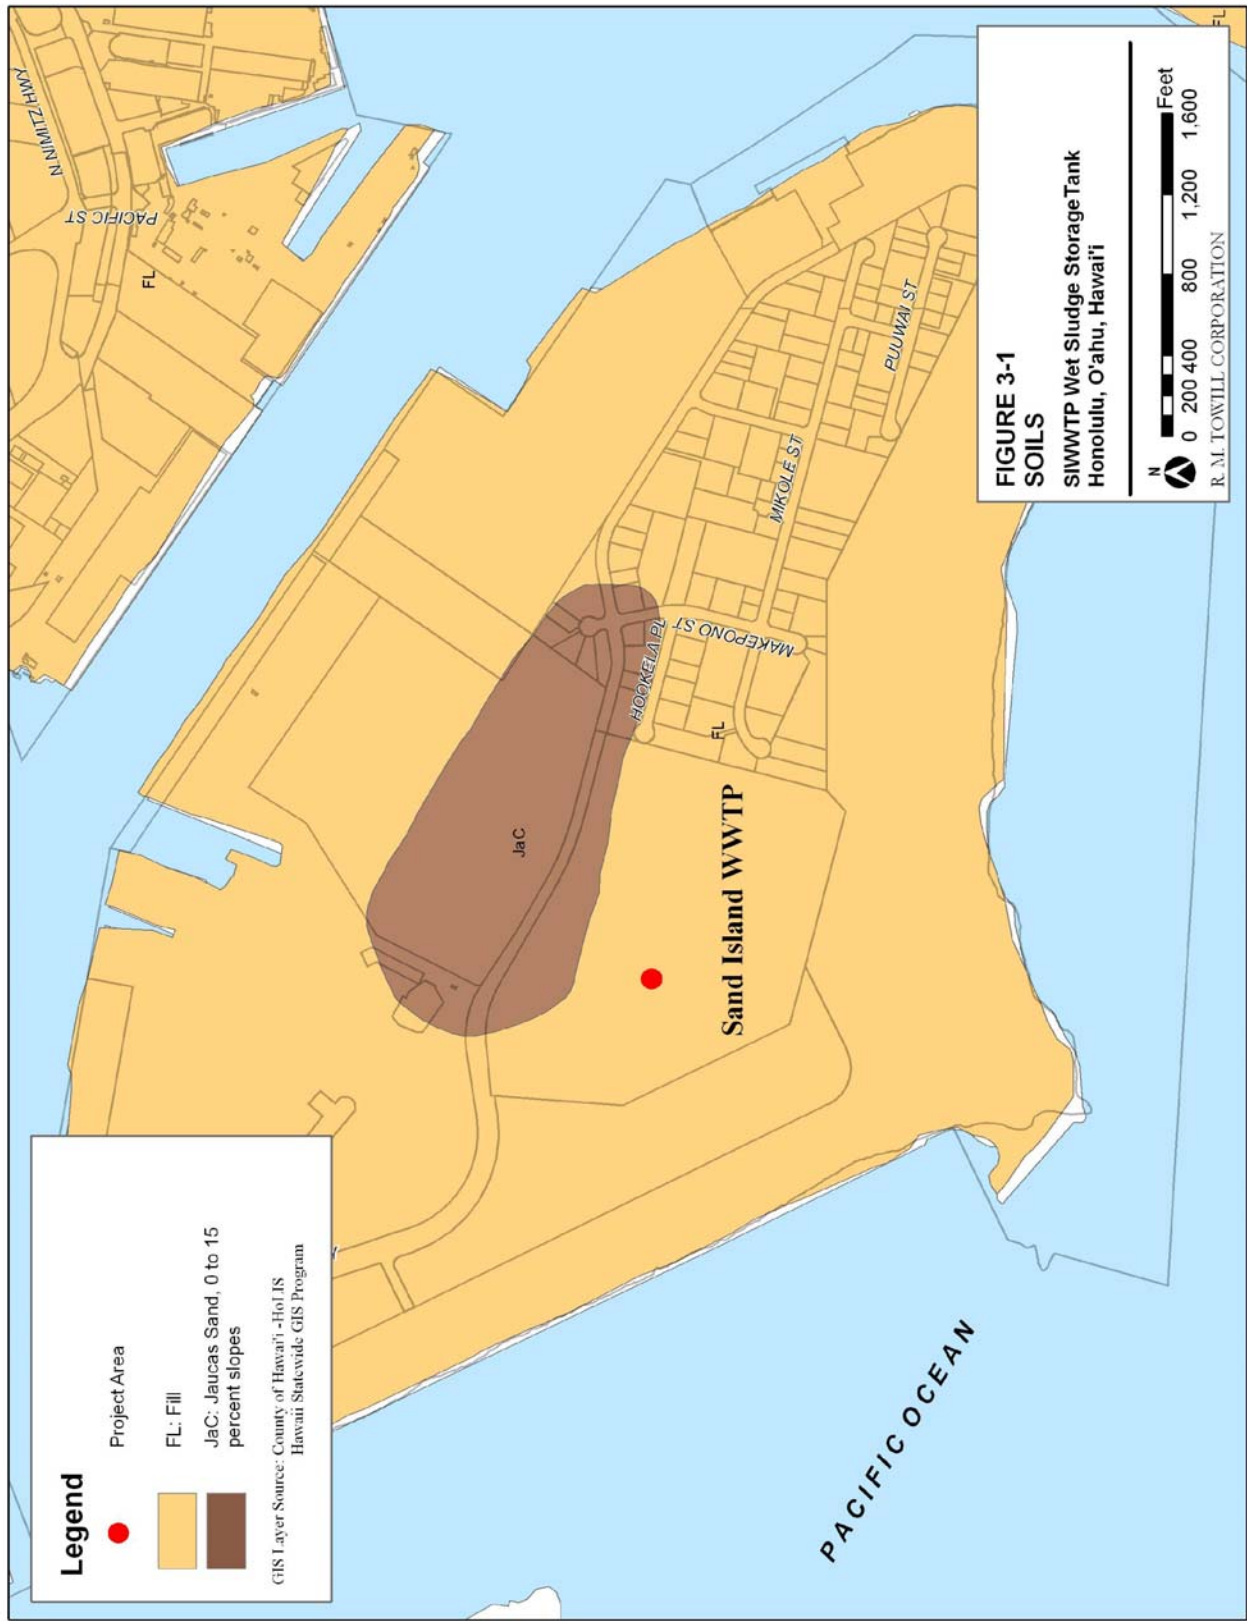 Legend
Project Area
FL: Fill
JaC: Jaucas Sand, 0 to 15
percent slopes
GIS Layer Source: County of Hawai'i -HoLIS
Hawaii Statewide GIS Program
N NIMITZ HWY
PACIFIC ST
FL
JaC
HOOKELA PL
MAKEPONO ST
MIKOLE ST
PUUWAI ST
FL
Sand Island WWTP
PACIFIC OCEAN
FL
FIGURE 3-1
SOILS
SIWWTP Wet Sludge Storage Tank
Honolulu, O'ahu, Hawai'i
N
0 200 400 800 1,200 1,600
Feet
R. M. TOWILL CORPORATION